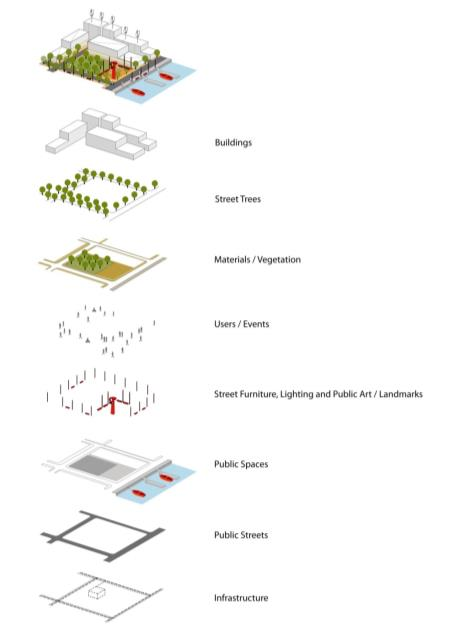 Buildings
Street Trees
Materials / Vegetation
Users / Events
Street Furniture, Lighting and Public Art / Landmarks
Public Spaces
Public Streets
Infrastructure